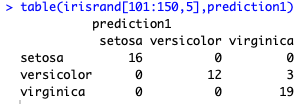 > table(irisrand[101:150,5],prediction1)
prediction1
setosa versicolor virginica
setosa 16 0 0
versicolor 0 12 3
virginica 0 0 19